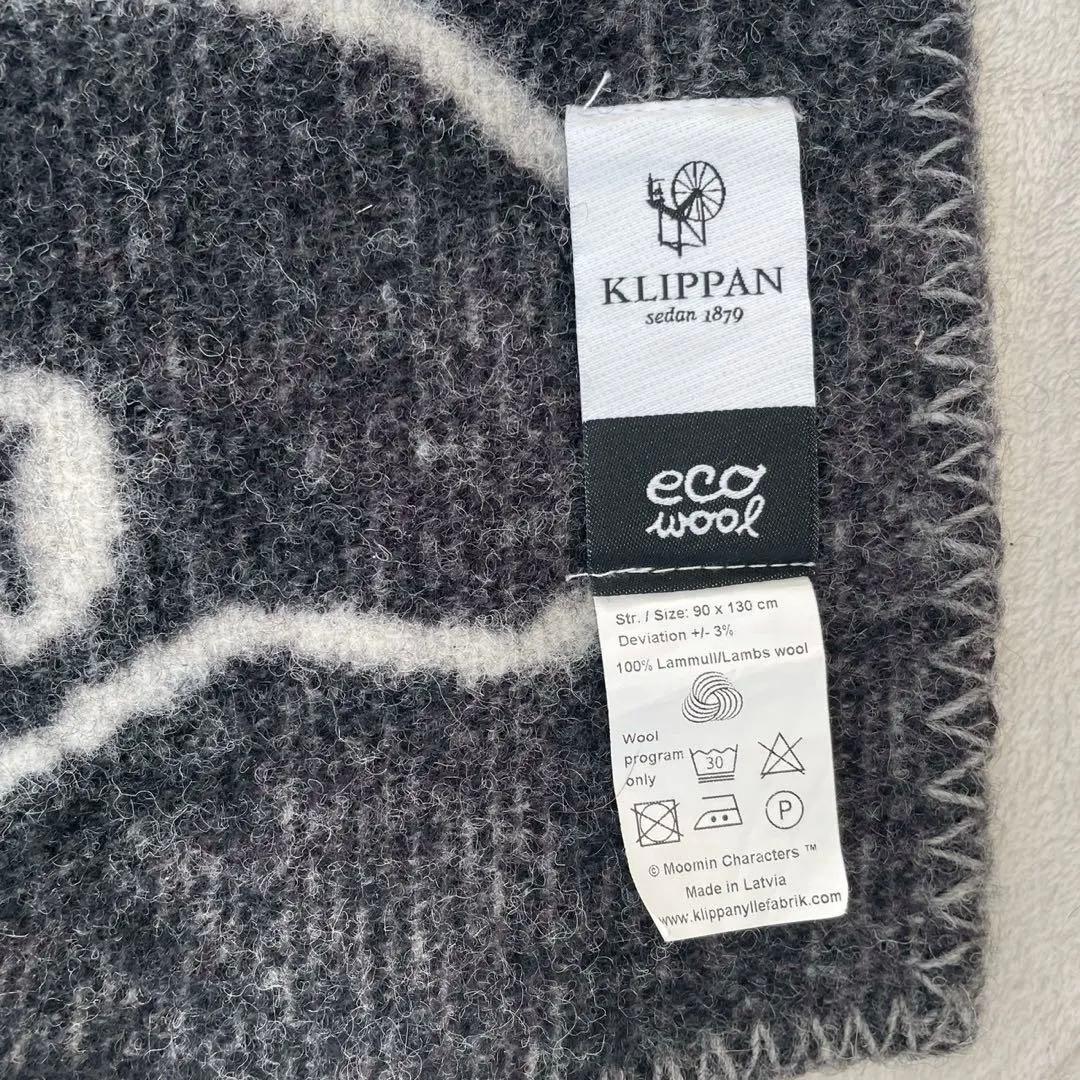 KLIPPAN
sedan 1879
eco
wool
Str. / Size: 90 x 130 cm
Deviation +/- 3%
100% Lammull/Lambs wool
Wool
program
only
30
P
© Moomin Characters ™
Made in Latvia
www.klippanyllefabrik.com